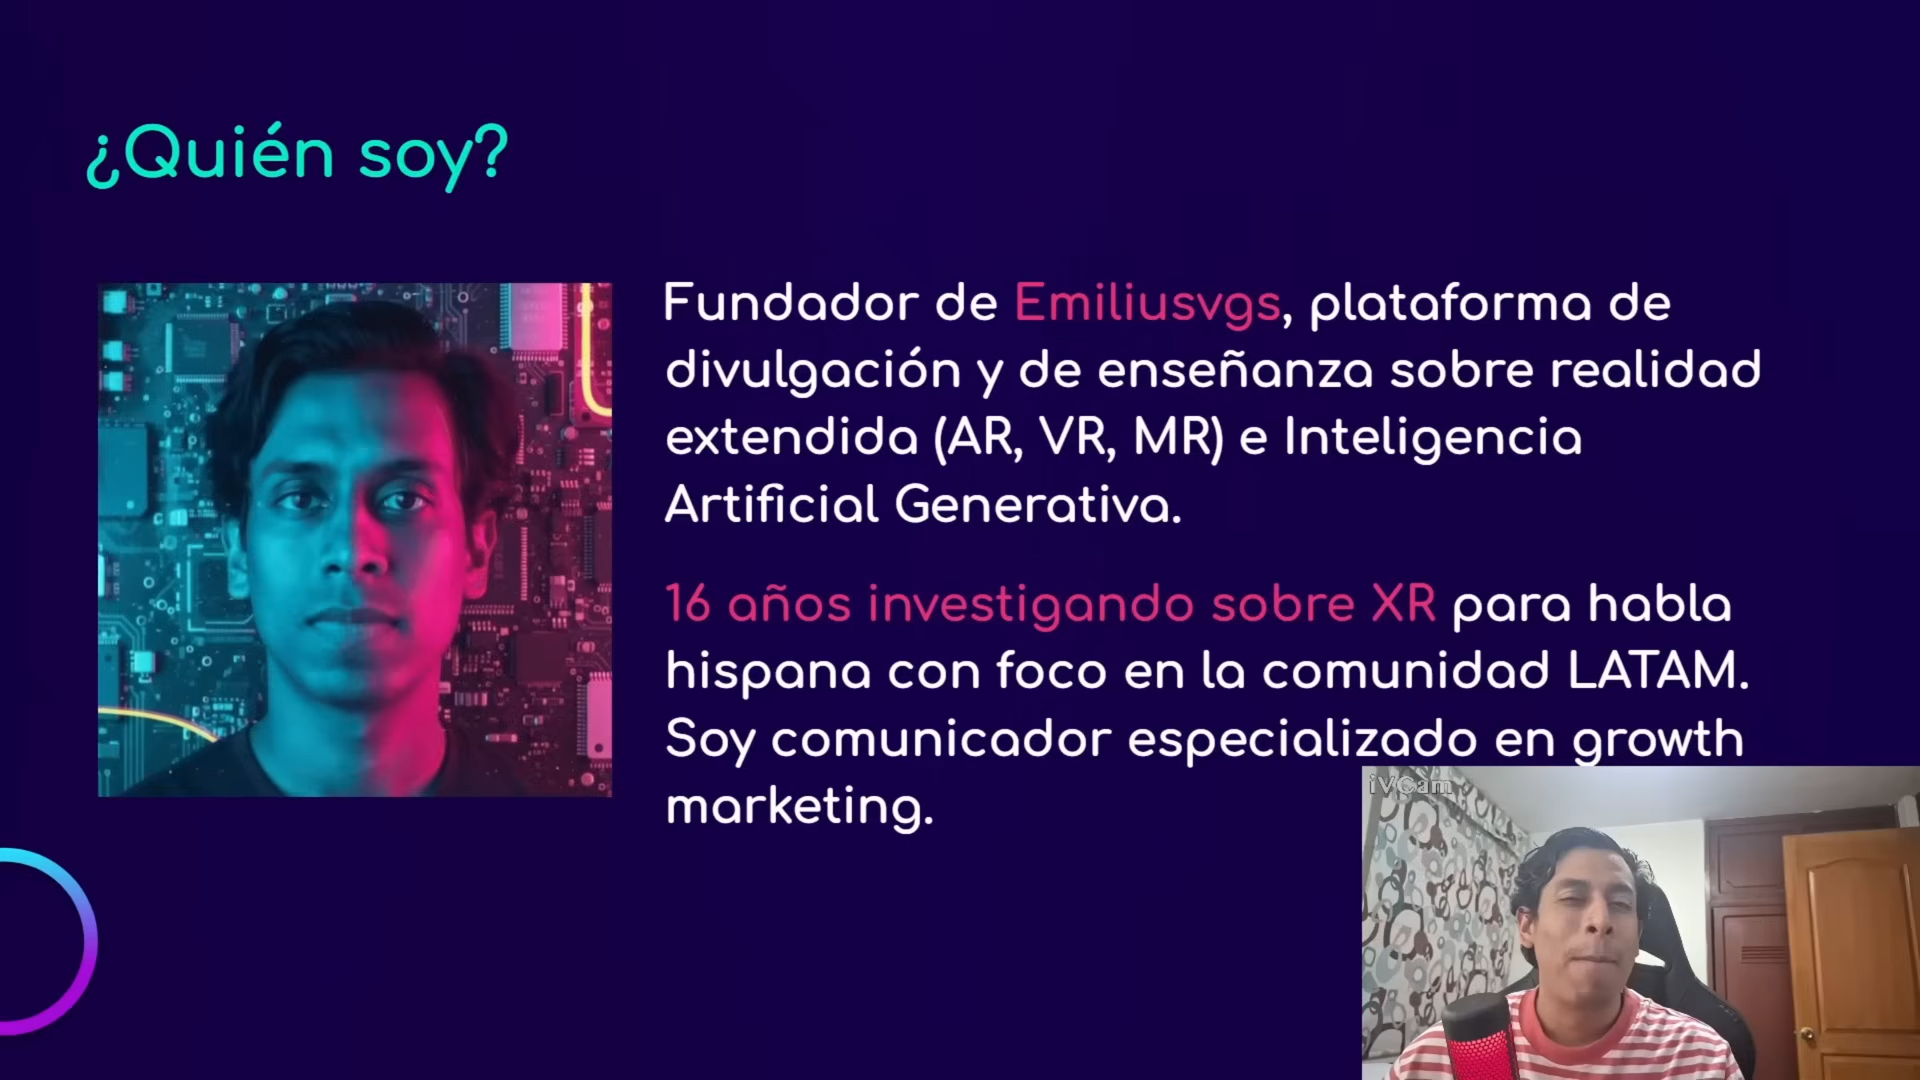 ¿Quién soy?
Fundador de Emiliusvgs, plataforma de
divulgación y de enseñanza sobre realidad
extendida (AR, VR, MR) e Inteligencia
Artificial Generativa.
16 años investigando sobre XR para habla
hispana con foco en la comunidad LATAM.
Soy comunicador especializado en growth
marketing.
iVCam